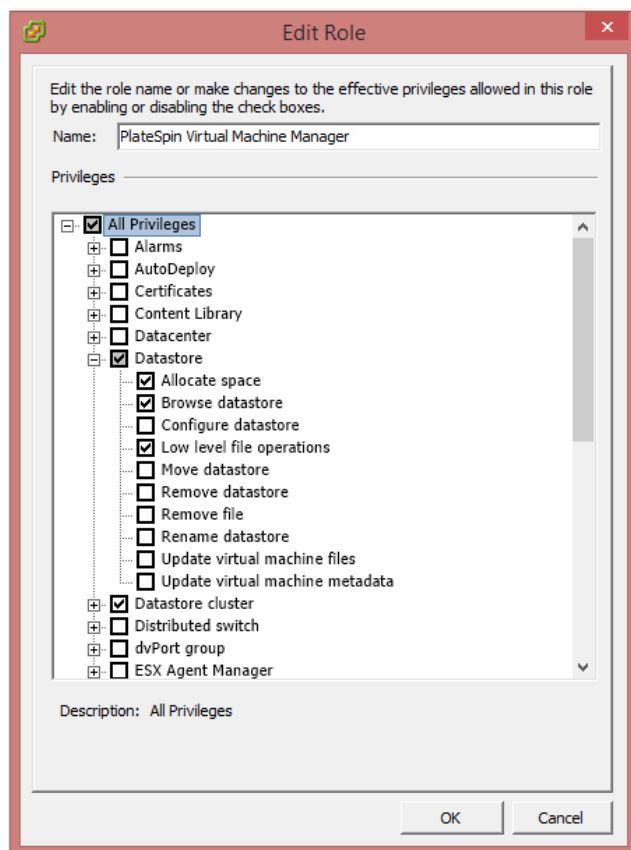 Edit Role
Edit the role name or make changes to the effective privileges allowed in this role
by enabling or disabling the check boxes.
Name: PlateSpin Virtual Machine Manager
Privileges
All Privileges
Alarms
AutoDeploy
Certificates
Content Library
Datacenter
Datastore
Allocate space
Browse datastore
Configure datastore
Low level file operations
Move datastore
Remove datastore
Remove file
Rename datastore
Update virtual machine files
Update virtual machine metadata
Datastore cluster
Distributed switch
dvPort group
ESX Agent Manager
Description: All Privileges
OK Cancel